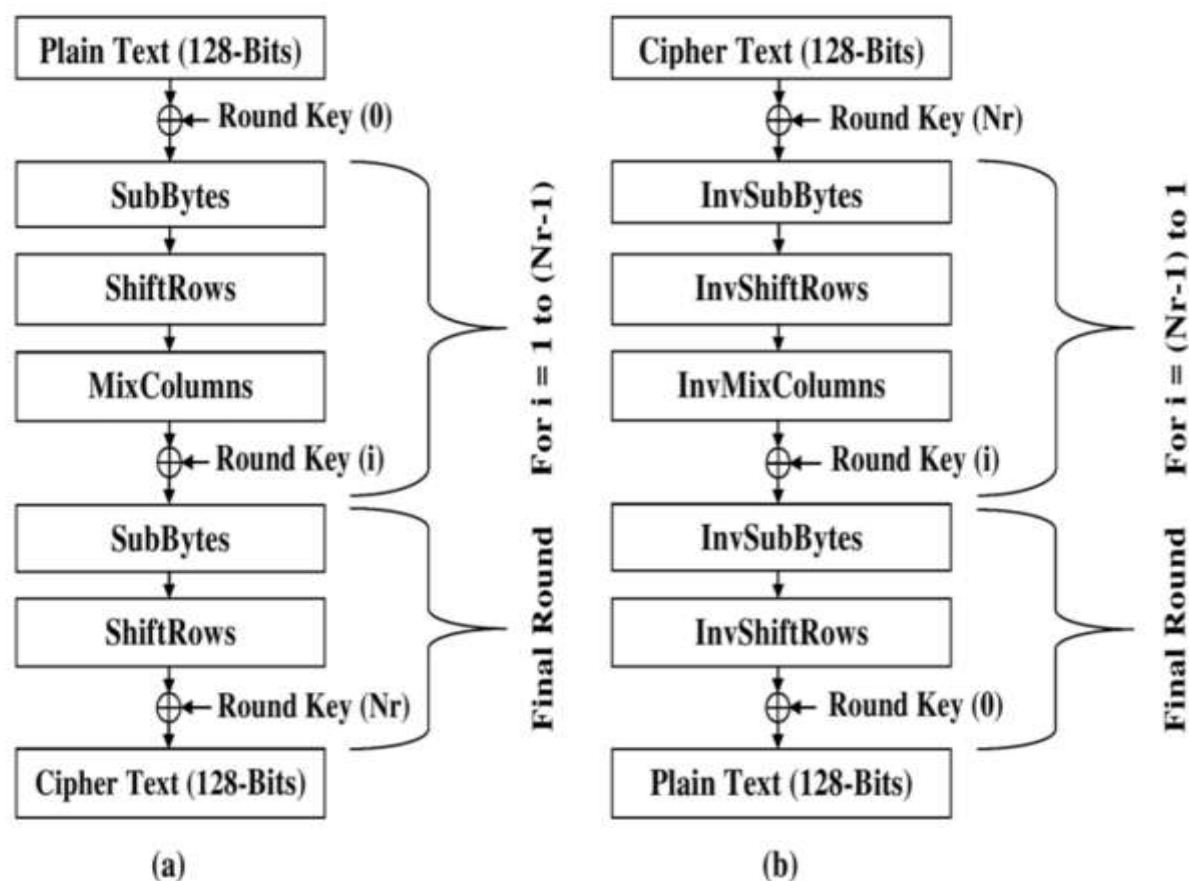 Plain Text (128-Bits)
Round Key (0)
SubBytes
ShiftRows
MixColumns
Round Key (i)
SubBytes
ShiftRows
Round Key (Nr)
Cipher Text (128-Bits)
For i = 1 to (Nr-1)
Final Round
(a)
Cipher Text (128-Bits)
Round Key (Nr)
InvSubBytes
InvShiftRows
InvMixColumns
Round Key (i)
InvSubBytes
InvShiftRows
Round Key (0)
Plain Text (128-Bits)
For i = (Nr-1) to 1
Final Round
(b)